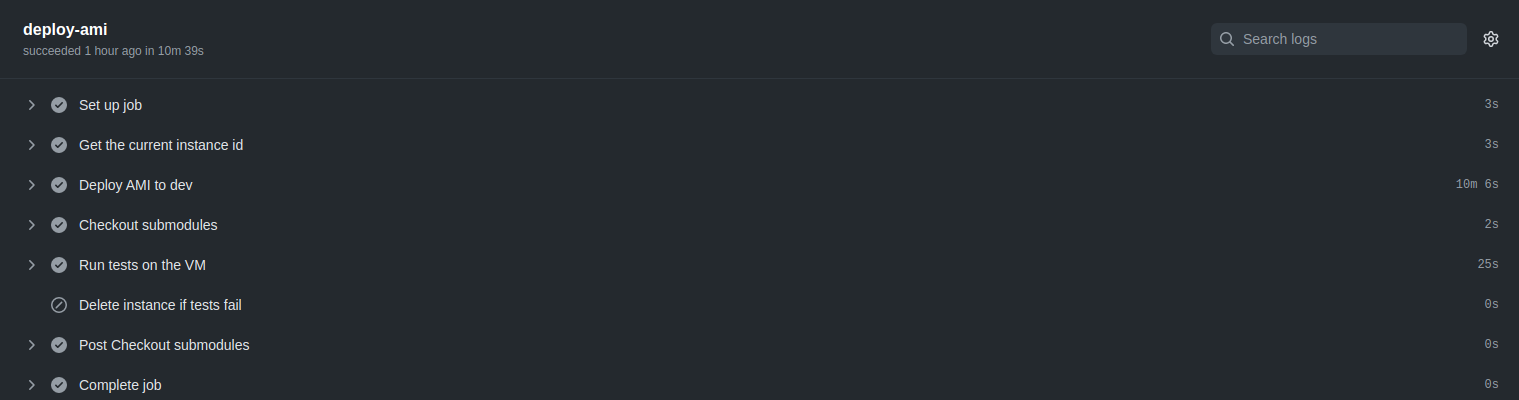 deploy-ami
succeeded 1 hour ago in 10m 39s
Search logs
Set up job 3s
Get the current instance id 3s
Deploy AMI to dev 10m 6s
Checkout submodules 2s
Run tests on the VM 25s
Delete instance if tests fail 0s
Post Checkout submodules 0s
Complete job 0s